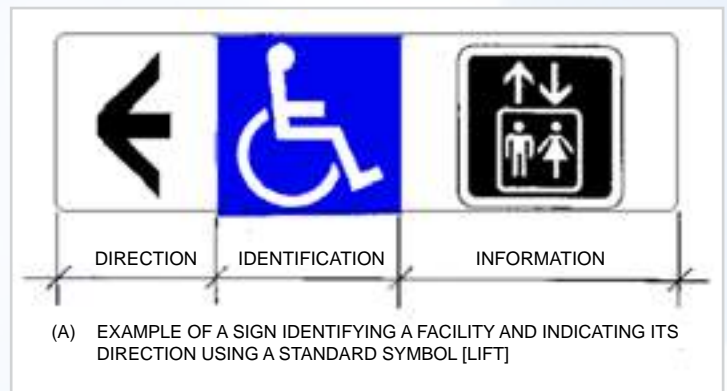 DIRECTION IDENTIFICATION INFORMATION
(A) EXAMPLE OF A SIGN IDENTIFYING A FACILITY AND INDICATING ITS
DIRECTION USING A STANDARD SYMBOL [LIFT]